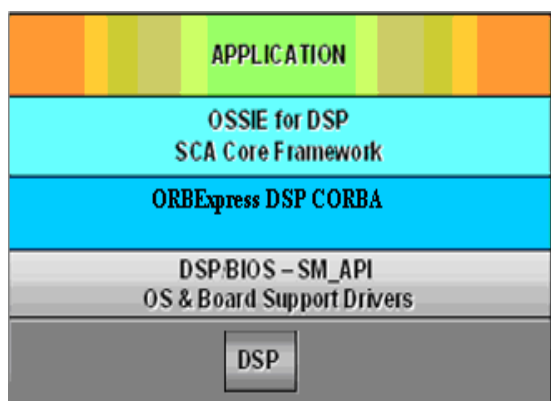 APPLICATION
OSSIE for DSP
SCA Core Framework
ORBExpress DSP CORBA
DSP/BIOS – SM_API
OS & Board Support Drivers
DSP